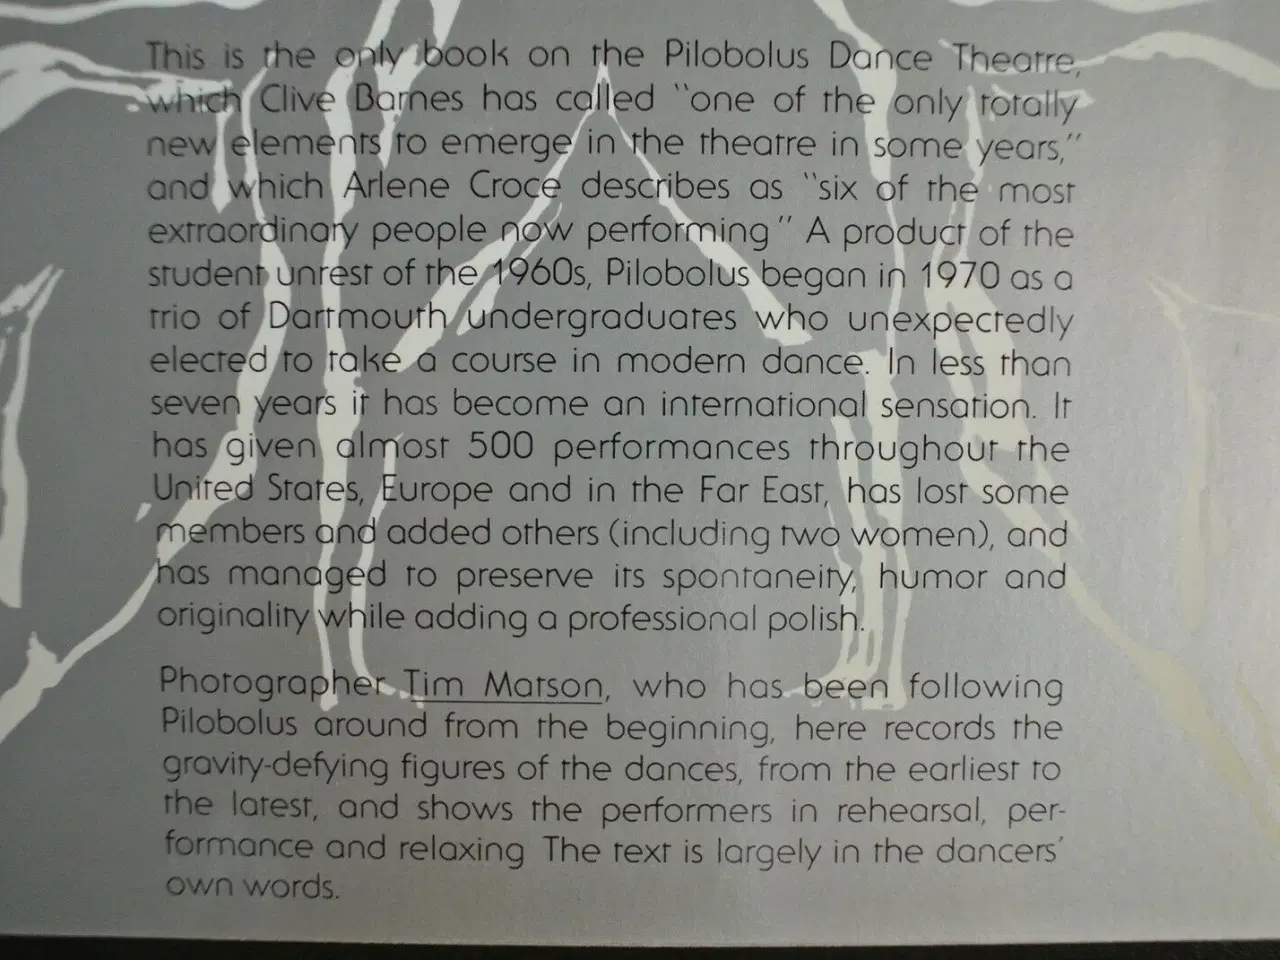 This is the only book on the Pilobolus Dance Theatre,
which Clive Barnes has called "one of the only totally
new elements to emerge in the theatre in some years,"
and which Arlene Croce describes as "six of the most
extraordinary people now performing" A product of the
student unrest of the 1960s, Pilobolus began in 1970 as a
trio of Dartmouth undergraduates who unexpectedly
elected to take a course in modern dance. In less than
seven years it has become an international sensation. It
has given almost 500 performances throughout the
United States, Europe and in the Far East, has lost some
members and added others (including two women), and
has managed to preserve its spontaneity, humor and
originality while adding a professional polish.
Photographer Tim Matson, who has been following
Pilobolus around from the beginning, here records the
gravity-defying figures of the dances, from the earliest to
the latest, and shows the performers in rehearsal, per-
formance and relaxing The text is largely in the dancers'
own words.